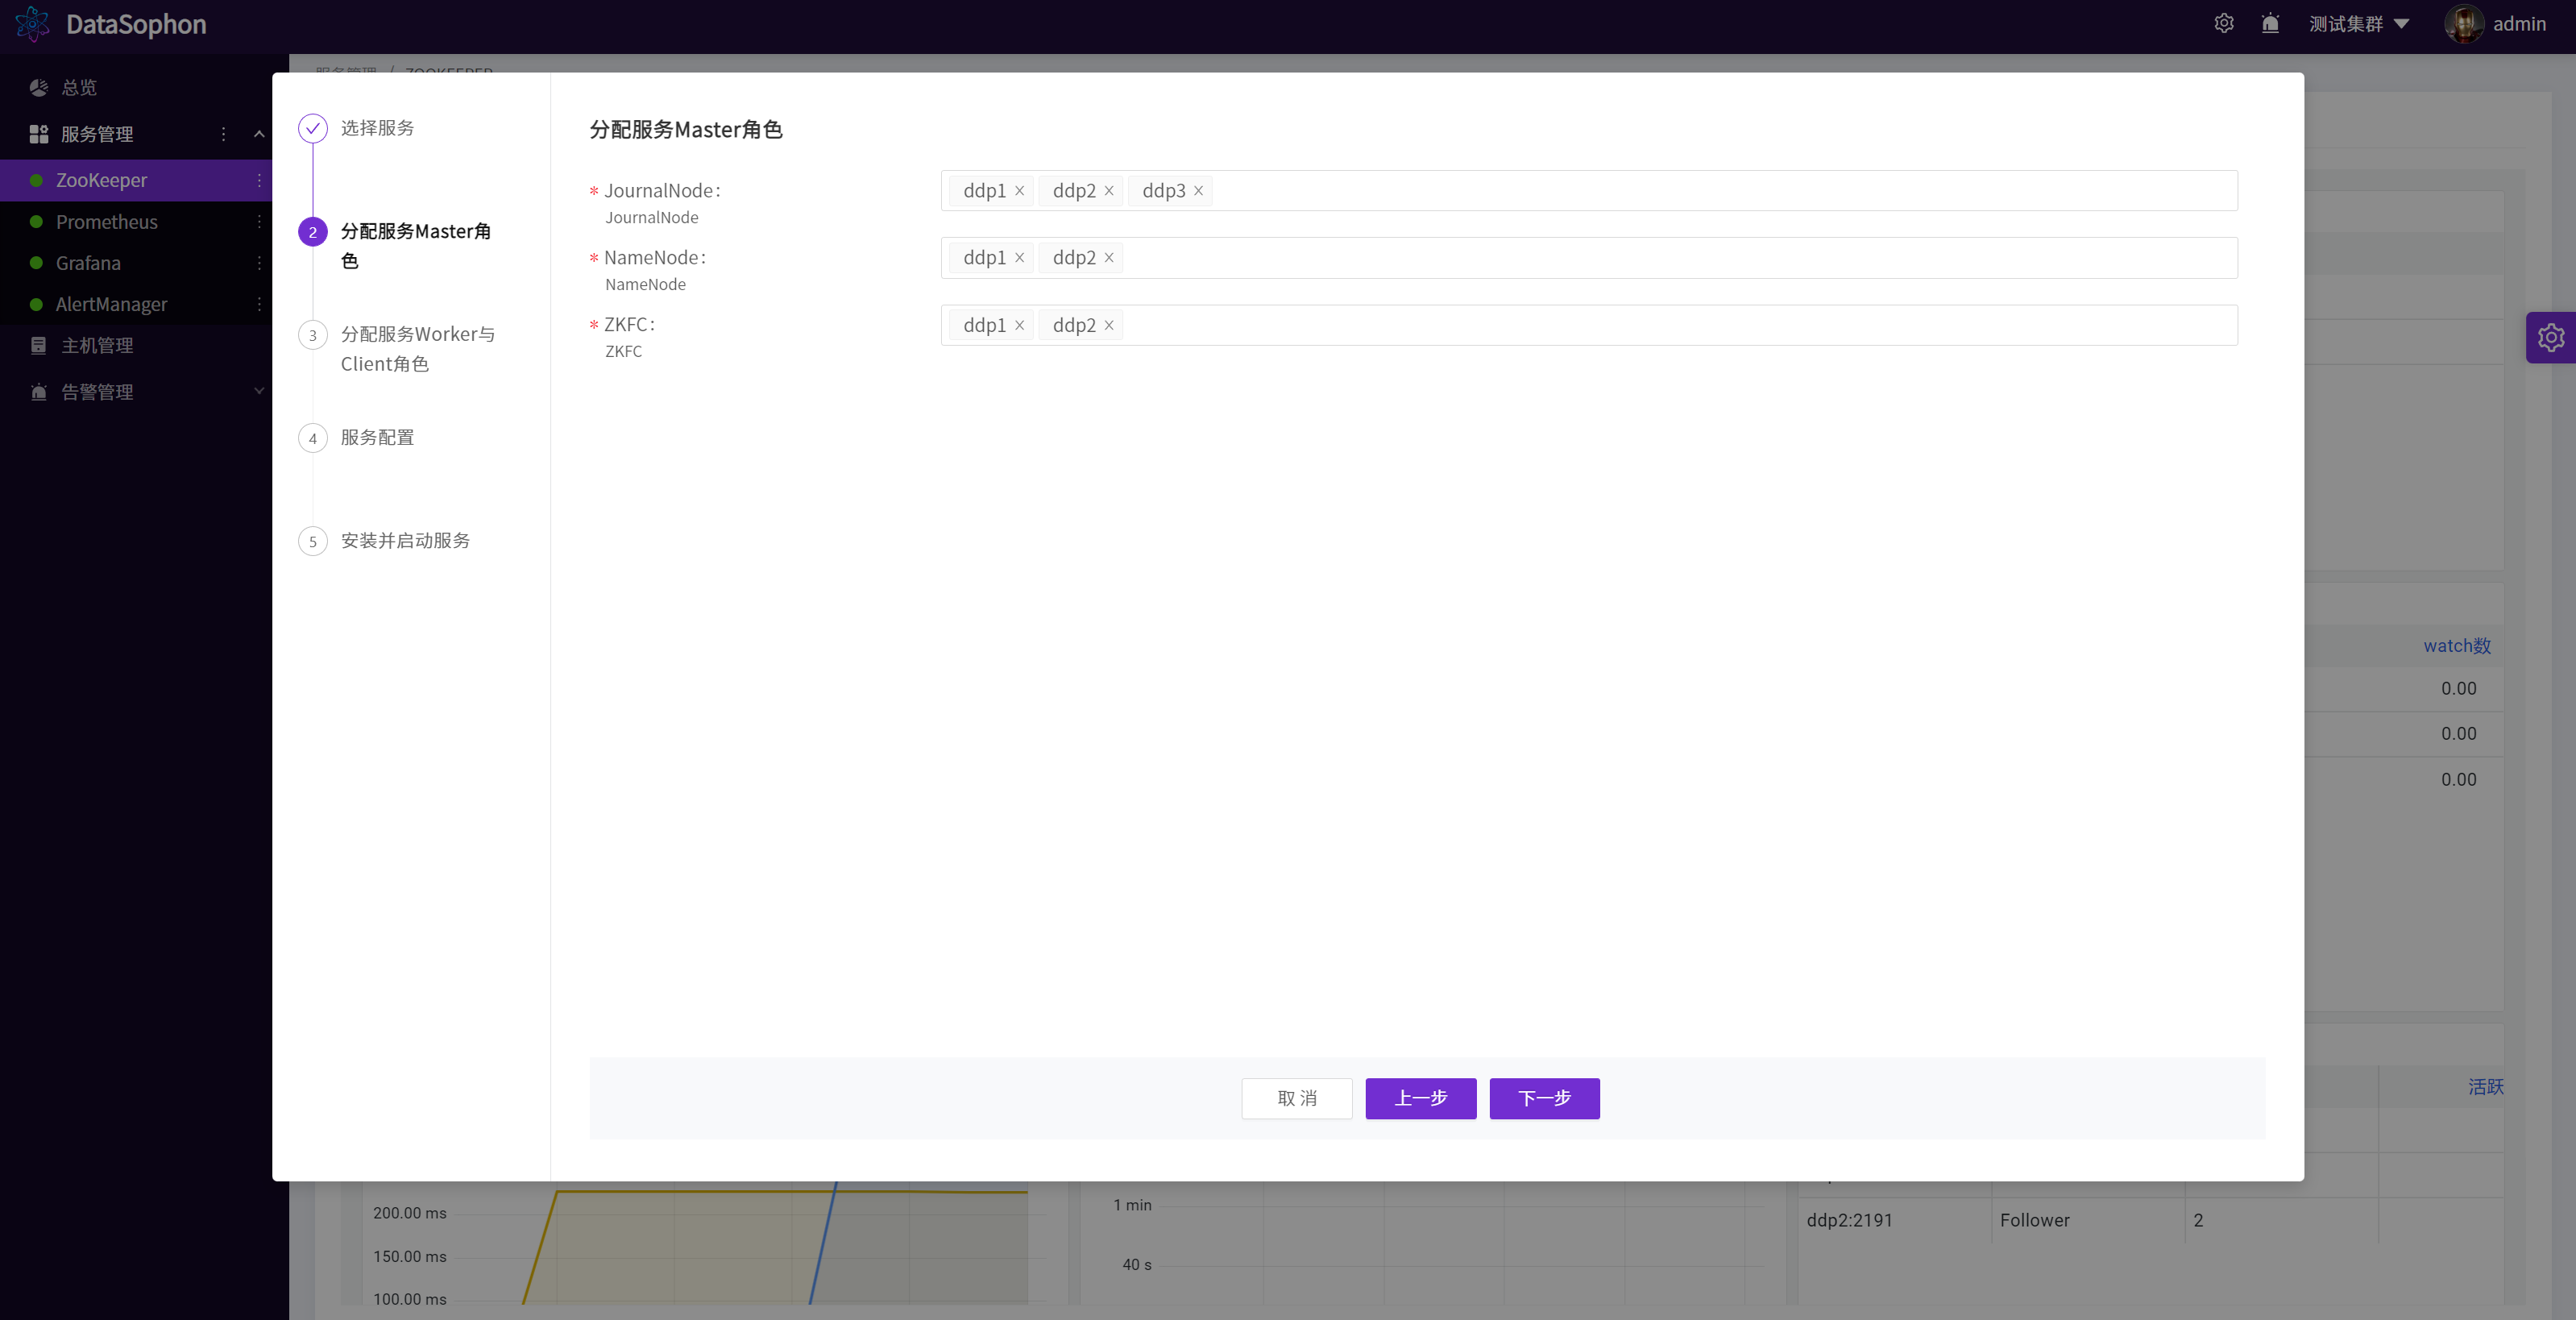 DataSophon
测试集群
admin
总览
服务管理
ZooKeeper
Prometheus
Grafana
AlertManager
主机管理
告警管理
服务管理 / ZOOKEEPER
选择服务
2
分配服务Master角
色
3
分配服务Worker与
Client角色
4
服务配置
5
安装并启动服务
分配服务Master角色
* JournalNode:
JournalNode
ddp1 × ddp2 × ddp3 ×
* NameNode:
NameNode
ddp1 × ddp2 ×
* ZKFC:
ZKFC
ddp1 × ddp2 ×
取 消
上一步
下一步
watch数
0.00
0.00
0.00
活跃
200.00 ms
150.00 ms
100.00 ms
1 min
40 s
ddp2:2191
Follower
2